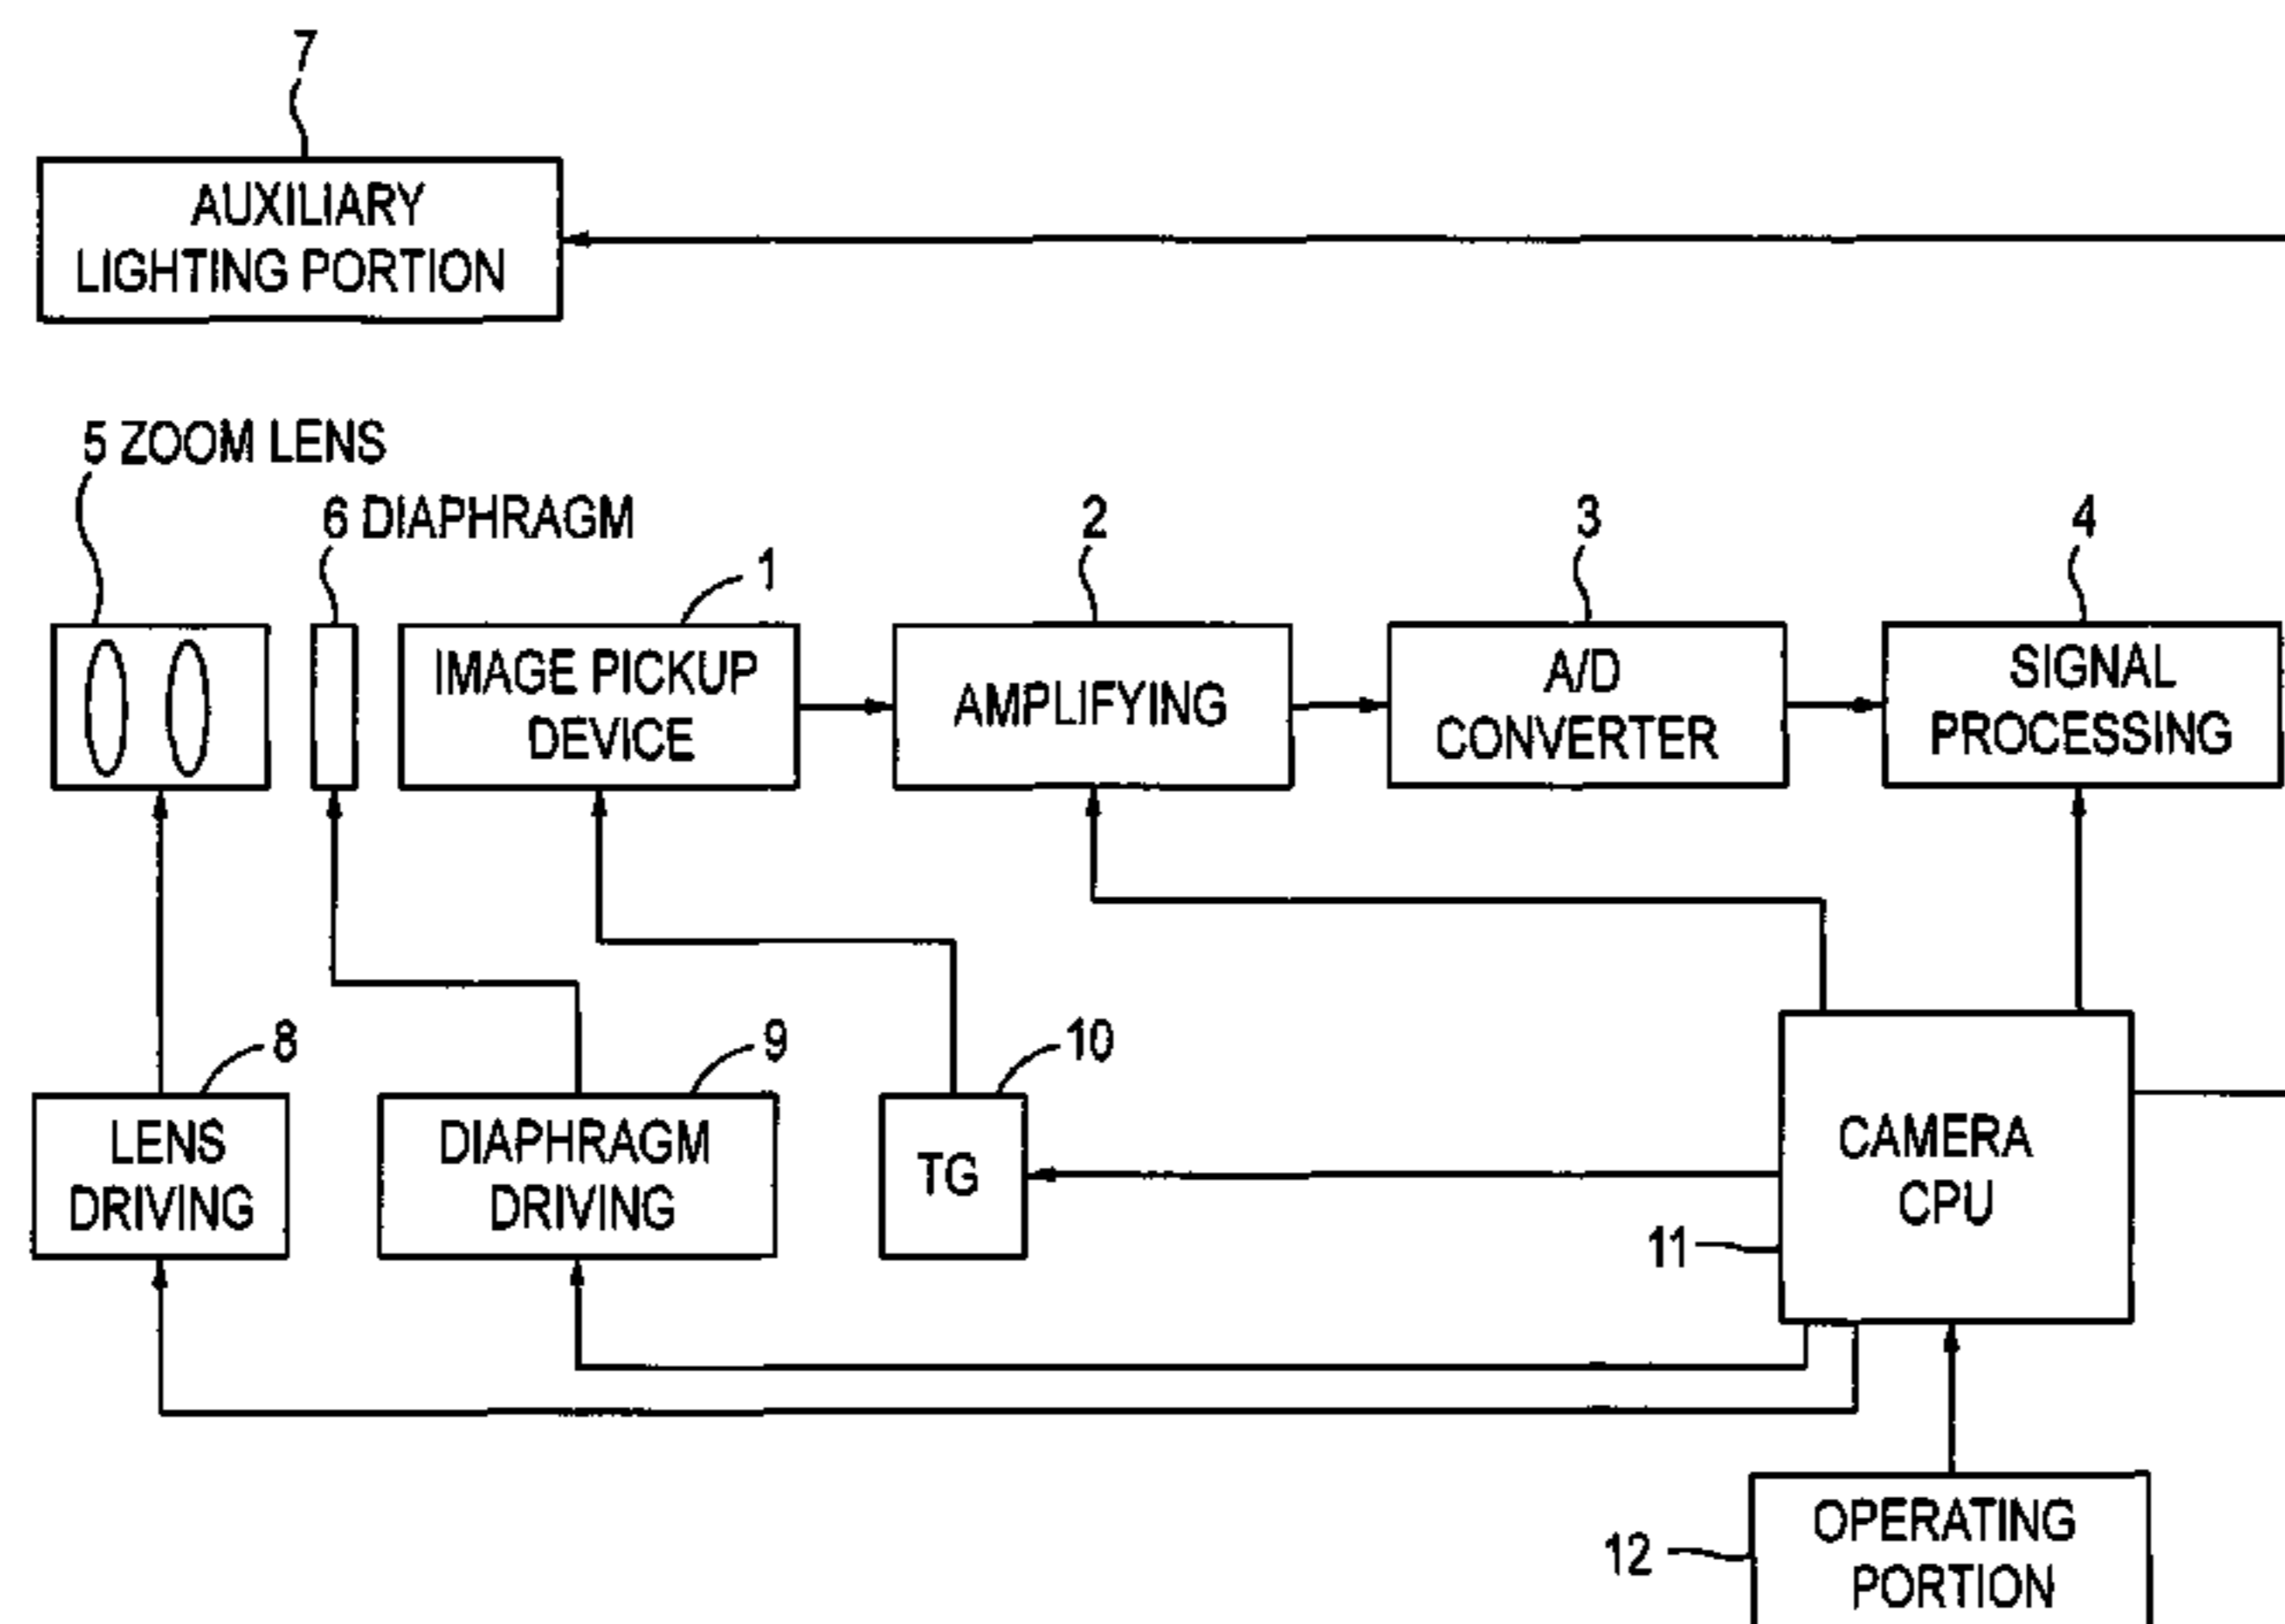 7
AUXILIARY
LIGHTING PORTION
5 ZOOM LENS
6 DIAPHRAGM
1
2
3
4
IMAGE PICKUP
DEVICE
AMPLIFYING
A/D
CONVERTER
SIGNAL
PROCESSING
8
9
10
LENS
DRIVING
DIAPHRAGM
DRIVING
TG
CAMERA
CPU
11
OPERATING
PORTION
12